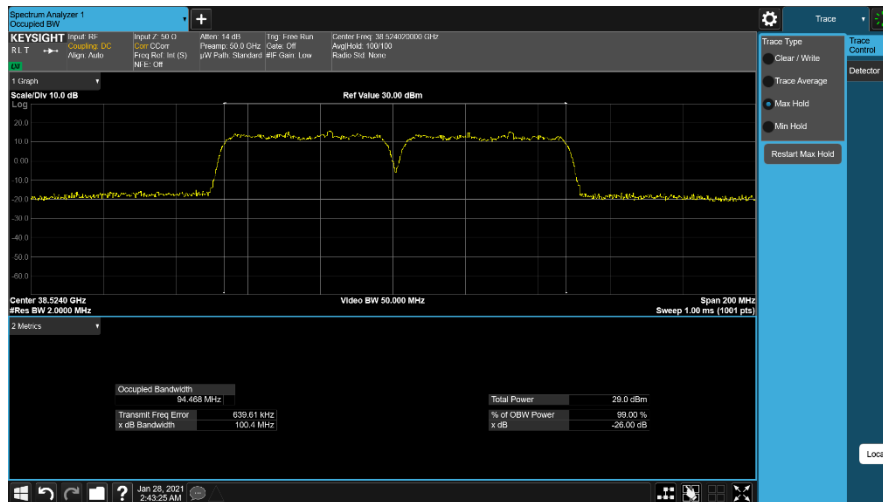 Spectrum Analyzer 1
Occupied BW
+
Trace
KEYSIGHT Input: RF
RLT
Coupling: DC
Align: Auto
Input Z: 50 Ω
Corr CCorr
Freq Ref: Int (S)
NFE: Off
Atten: 14 dB
Preamp: 50.0 GHz
µW Path: Standard
Trig: Free Run
Gate: Off
#IF Gain: Low
Center Freq: 38.524020000 GHz
Avg|Hold: 100/100
Radio Std: None
1 Graph
Scale/Div 10.0 dB
Ref Value 30.00 dBm
Log
20.0
10.0
0.00
-10.0
-20.0
-30.0
-40.0
-50.0
-60.0
Center 38.5240 GHz
Video BW 50.000 MHz
Span 200 MHz
#Res BW 2.0000 MHz
Sweep 1.00 ms (1001 pts)
2 Metrics
Occupied Bandwidth
94.468 MHz
Total Power 29.0 dBm
Transmit Freq Error 639.61 kHz
% of OBW Power 99.00 %
x dB Bandwidth 100.4 MHz
x dB -26.00 dB
Trace Type
Clear / Write
Trace Average
Max Hold
Min Hold
Restart Max Hold
Trace
Control
Detector
Loca
?
Jan 28, 2021
2:43:25 AM